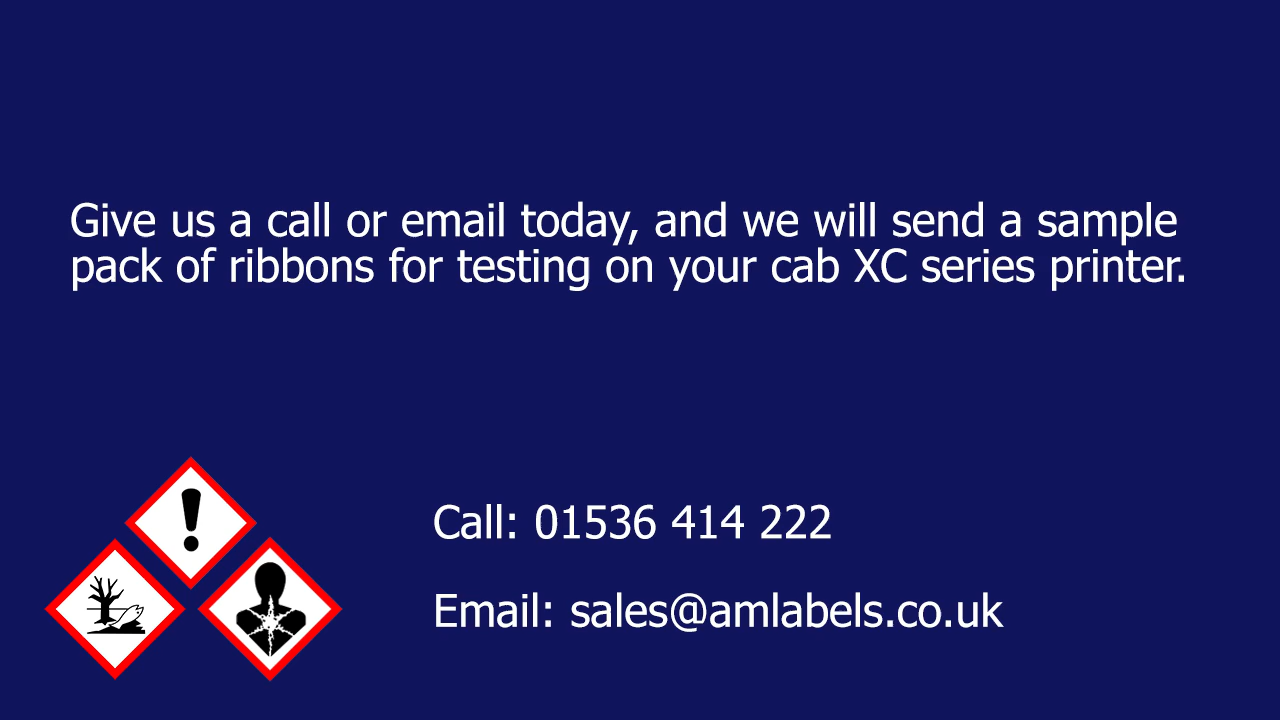 Give us a call or email today, and we will send a sample
pack of ribbons for testing on your cab XC series printer.
Call: 01536 414 222
Email: sales@amlabels.co.uk